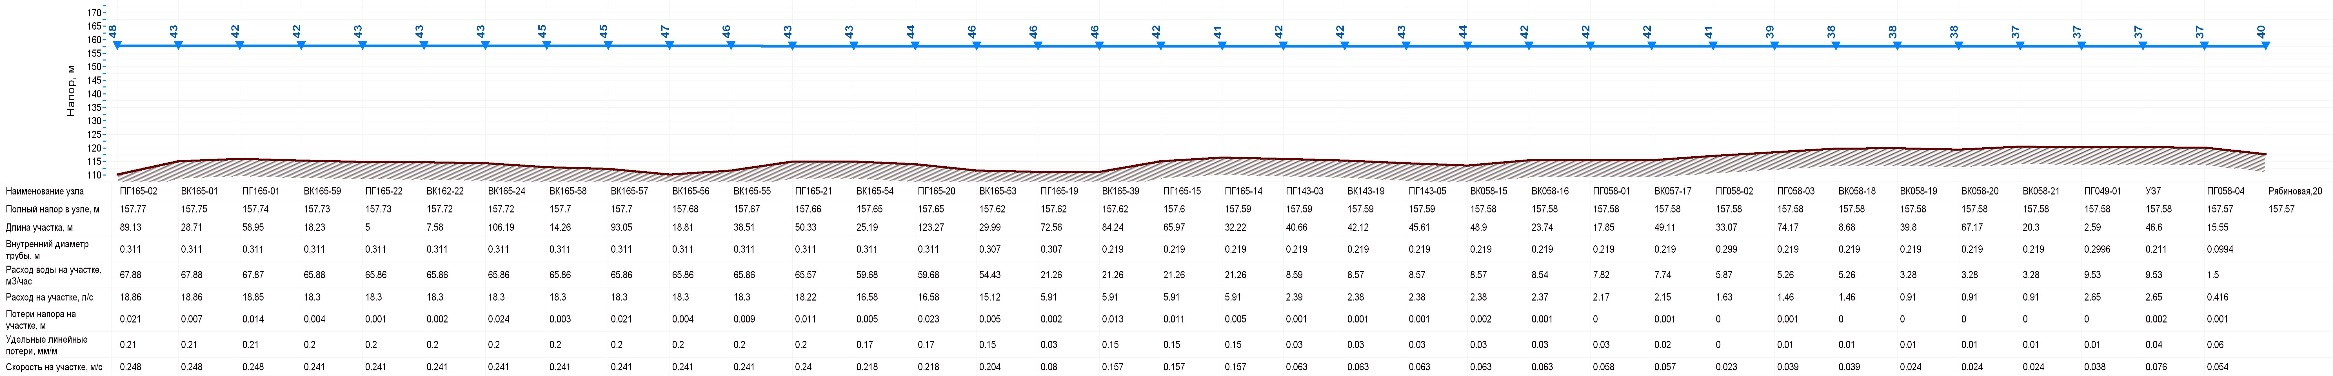 48 43 42 42 43 43 43 45 45 47 46 43 43 44 46 46 46 42 41 42 42 43 44 42 42 42 41 39 38 38 38 37 37 37 37 40
170
165
160
155
150
145
140
135
130
125
120
115
110
Напор, м
Наименование узла ПГ165-02 ВК165-01 ПГ165-01 ВК165-59 ПГ165-22 ВК162-22 ВК165-24 ВК165-58 ВК165-57 ВК165-56 ВК165-55 ПГ165-21 ВК165-54 ПГ165-20 ВК165-53 ПГ165-19 ВК165-39 ПГ165-15 ПГ165-14 ПГ143-03 ВК143-19 ПГ143-05 ВК058-15 ВК058-16 ПГ058-01 ВК057-17 ПГ058-02 ПГ058-03 ВК058-18 ВК058-19 ВК058-20 ВК058-21 ПГ049-01 УЗ7 ПГ058-04 Рябиновая,20
Полный напор в узле, м 157.77 157.75 157.74 157.73 157.73 157.72 157.72 157.7 157.7 157.68 157.67 157.66 157.65 157.65 157.62 157.62 157.62 157.6 157.59 157.59 157.59 157.59 157.58 157.58 157.58 157.58 157.58 157.58 157.58 157.58 157.58 157.58 157.58 157.58 157.57 157.57
Длина участка, м 89.13 28.71 58.95 18.23 5 7.58 106.19 14.26 93.05 18.81 38.51 50.33 25.19 123.27 29.99 72.56 84.24 65.97 32.22 40.66 42.12 45.61 48.9 23.74 17.85 49.11 33.07 74.17 8.68 39.8 67.17 20.3 2.59 46.6 15.55
Внутренний диаметр
трубы, м 0.311 0.311 0.311 0.311 0.311 0.311 0.311 0.311 0.311 0.311 0.311 0.311 0.311 0.311 0.307 0.307 0.219 0.219 0.219 0.219 0.219 0.219 0.219 0.219 0.219 0.219 0.299 0.219 0.219 0.219 0.219 0.219 0.2996 0.211 0.0994
Расход воды на участке,
м3/час 67.88 67.88 67.87 65.88 65.86 65.86 65.86 65.86 65.86 65.86 65.86 65.57 59.68 59.68 54.43 21.26 21.26 21.26 21.26 8.59 8.57 8.57 8.57 8.54 7.82 7.74 5.87 5.26 5.26 3.28 3.28 3.28 9.53 9.53 1.5
Расход на участке, л/с 18.86 18.86 18.85 18.3 18.3 18.3 18.3 18.3 18.3 18.3 18.3 18.22 16.58 16.58 15.12 5.91 5.91 5.91 5.91 2.39 2.38 2.38 2.38 2.37 2.17 2.15 1.63 1.46 1.46 0.91 0.91 0.91 2.65 2.65 0.416
Потери напора на
участке, м 0.021 0.007 0.014 0.004 0.001 0.002 0.024 0.003 0.021 0.004 0.009 0.011 0.005 0.023 0.005 0.002 0.013 0.011 0.005 0.001 0.001 0.001 0.002 0.001 0 0.001 0 0.001 0 0 0 0 0 0.002 0.001
Удельные линейные
потери, мм/м 0.21 0.21 0.21 0.2 0.2 0.2 0.2 0.2 0.2 0.2 0.2 0.2 0.17 0.17 0.15 0.03 0.15 0.15 0.15 0.03 0.03 0.03 0.03 0.03 0.03 0.02 0 0.01 0.01 0.01 0.01 0.01 0.01 0.04 0.06
Скорость на участке, м/с 0.248 0.248 0.248 0.241 0.241 0.241 0.241 0.241 0.241 0.241 0.241 0.24 0.218 0.218 0.204 0.08 0.157 0.157 0.157 0.063 0.063 0.063 0.063 0.063 0.058 0.057 0.023 0.039 0.039 0.024 0.024 0.024 0.038 0.076 0.054